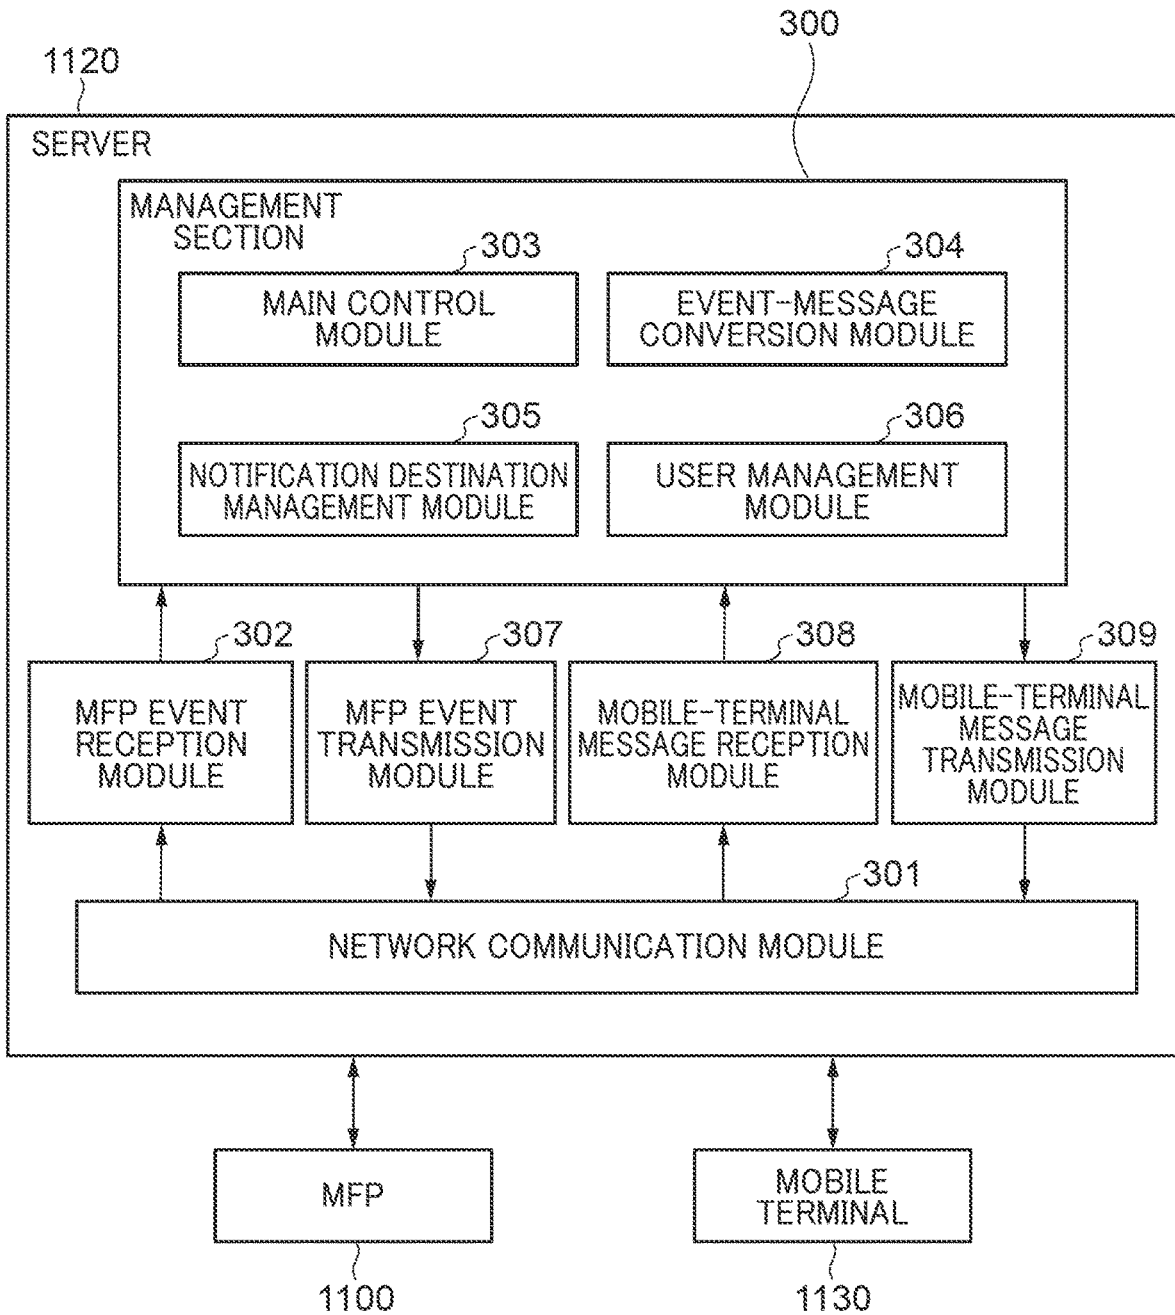 300
1120
SERVER
MANAGEMENT
SECTION
303
304
MAIN CONTROL
MODULE
EVENT-MESSAGE
CONVERSION MODULE
305
306
NOTIFICATION DESTINATION
MANAGEMENT MODULE
USER MANAGEMENT
MODULE
302
307
308
309
MFP EVENT
RECEPTION
MODULE
MFP EVENT
TRANSMISSION
MODULE
MOBILE-TERMINAL
MESSAGE RECEPTION
MODULE
MOBILE-TERMINAL
MESSAGE
TRANSMISSION
MODULE
301
NETWORK COMMUNICATION MODULE
MFP
MOBILE
TERMINAL
1100
1130